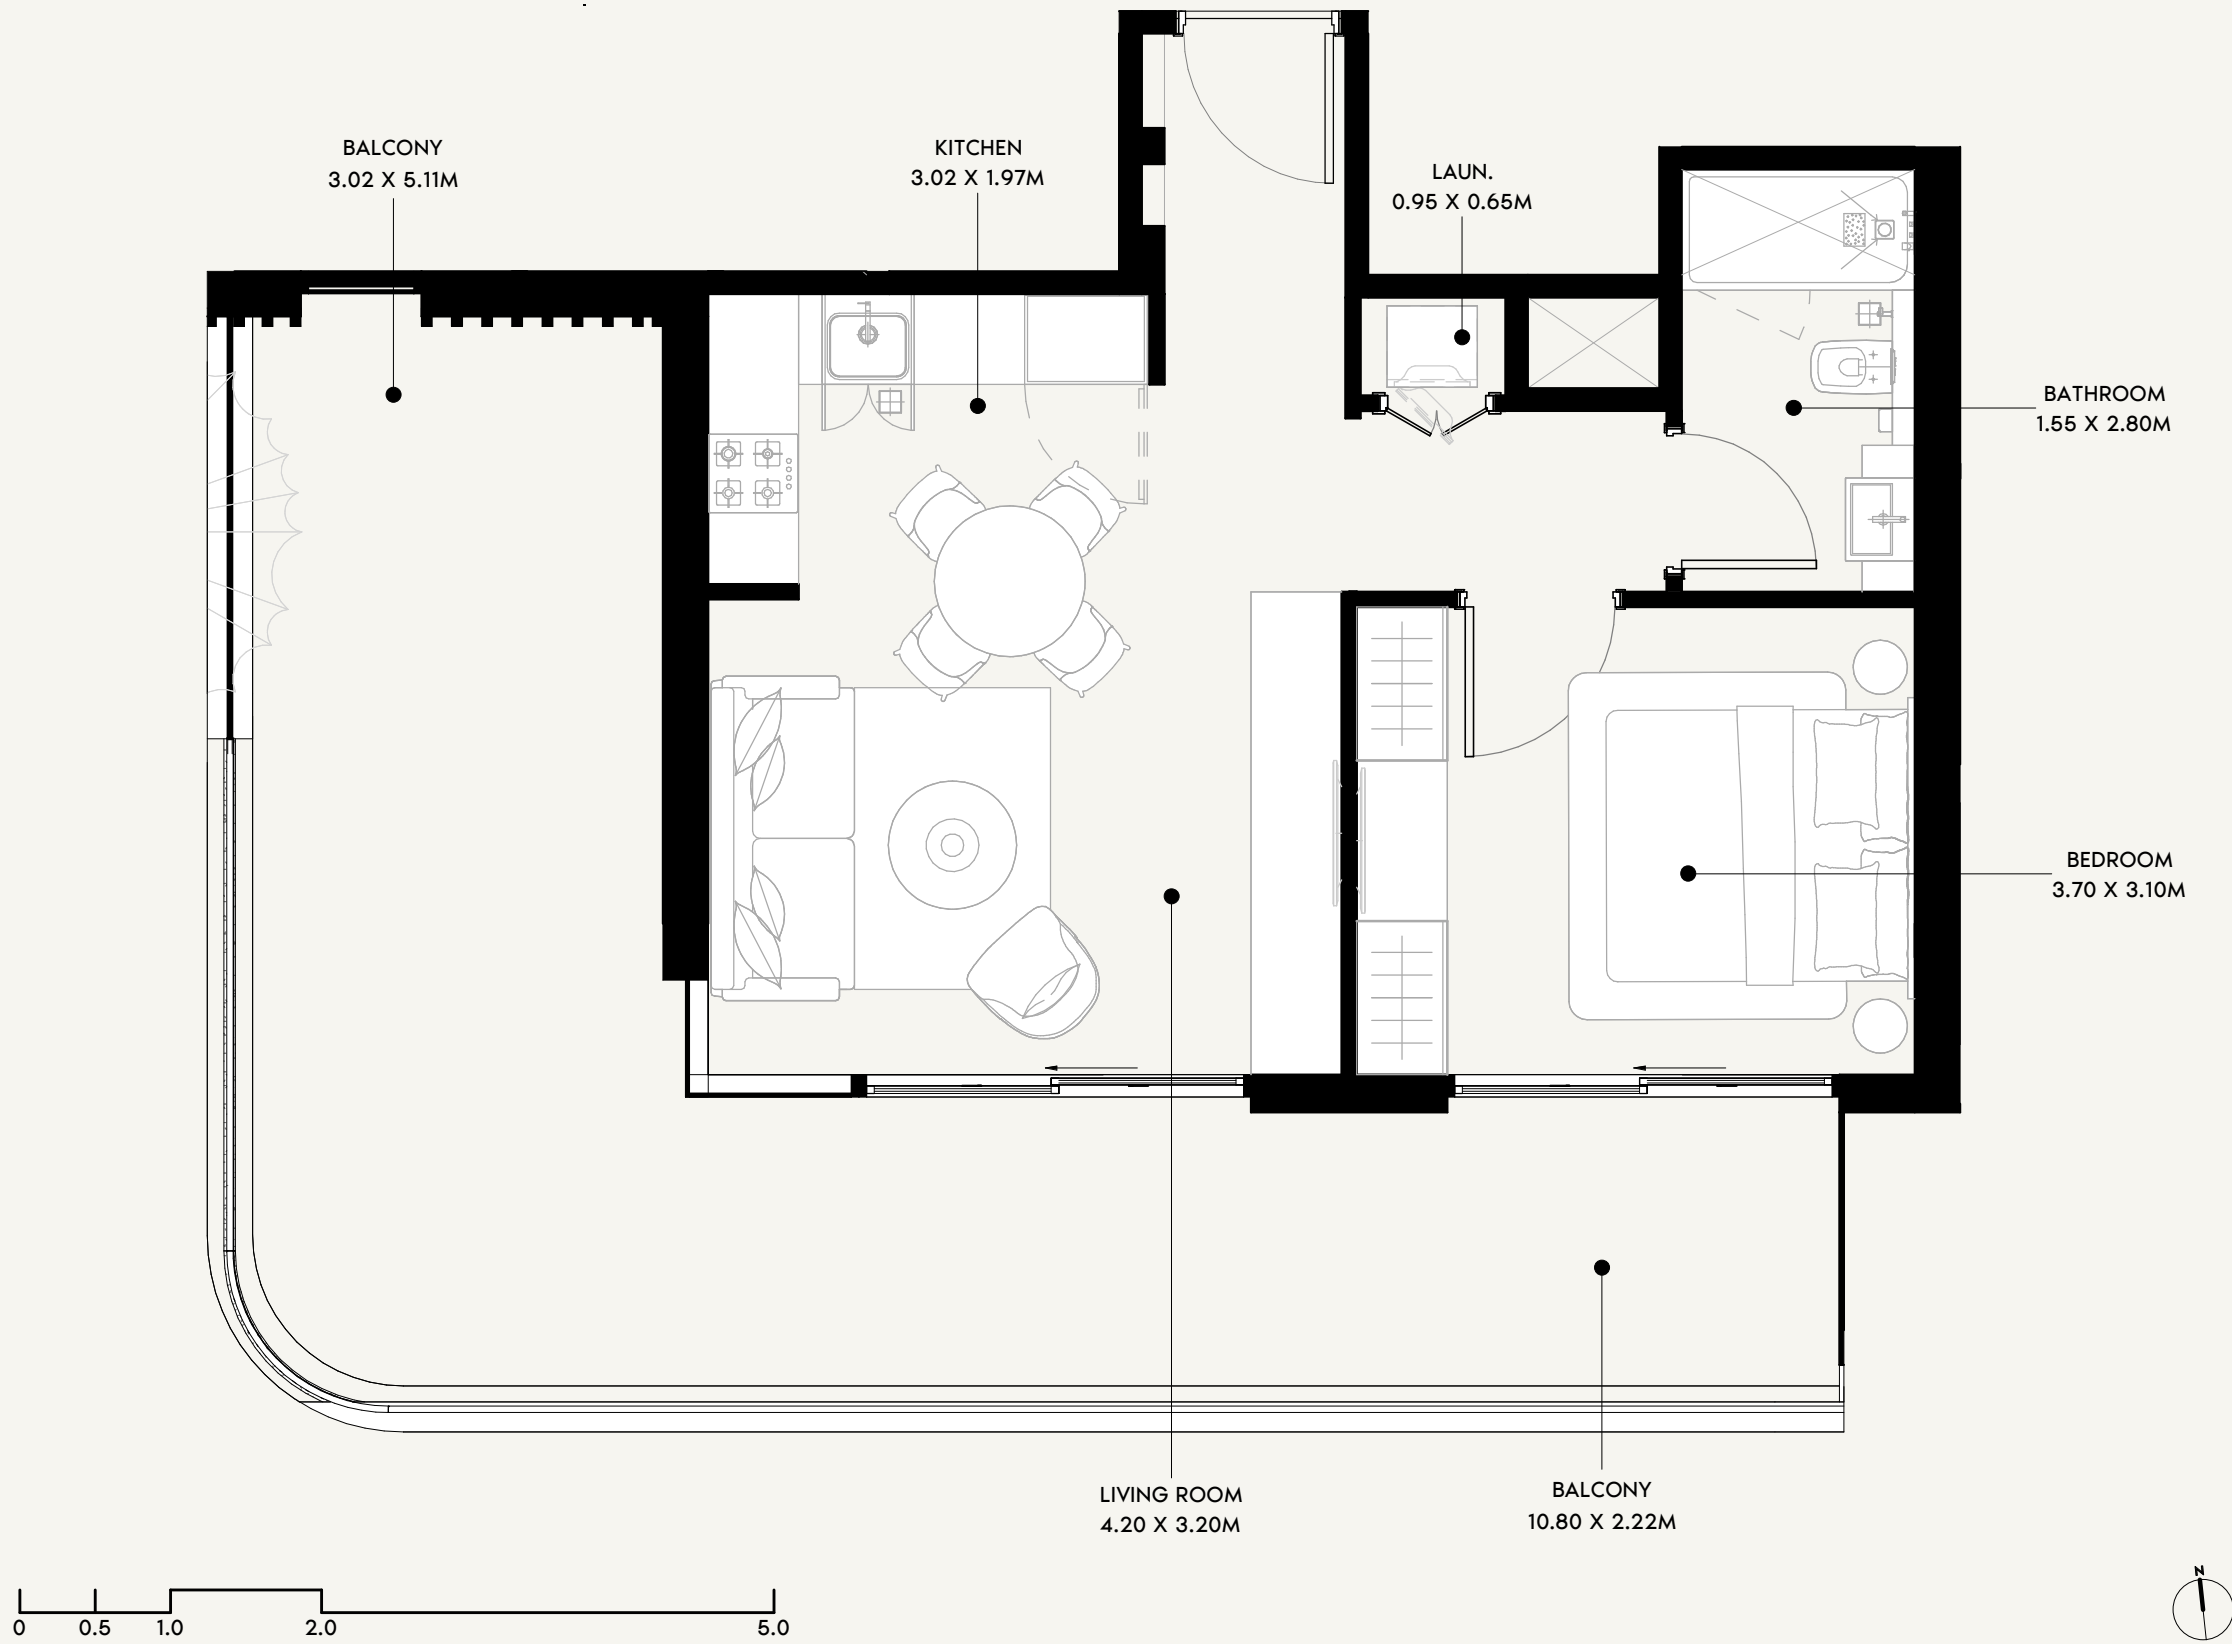 BALCONY
3.02 X 5.11M
KITCHEN
3.02 X 1.97M
LAUN.
0.95 X 0.65M
BATHROOM
1.55 X 2.80M
BEDROOM
3.70 X 3.10M
LIVING ROOM
4.20 X 3.20M
BALCONY
10.80 X 2.22M
0 0.5 1.0 2.0 5.0
N